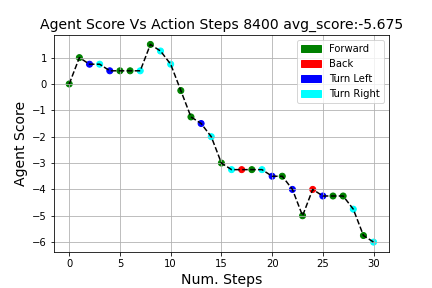 Agent Score Vs Action Steps 8400 avg_score:-5.675
Forward
Back
Turn Left
Turn Right
1
0
−1
−2
−3
−4
−5
−6
Agent Score
0 5 10 15 20 25 30
Num. Steps